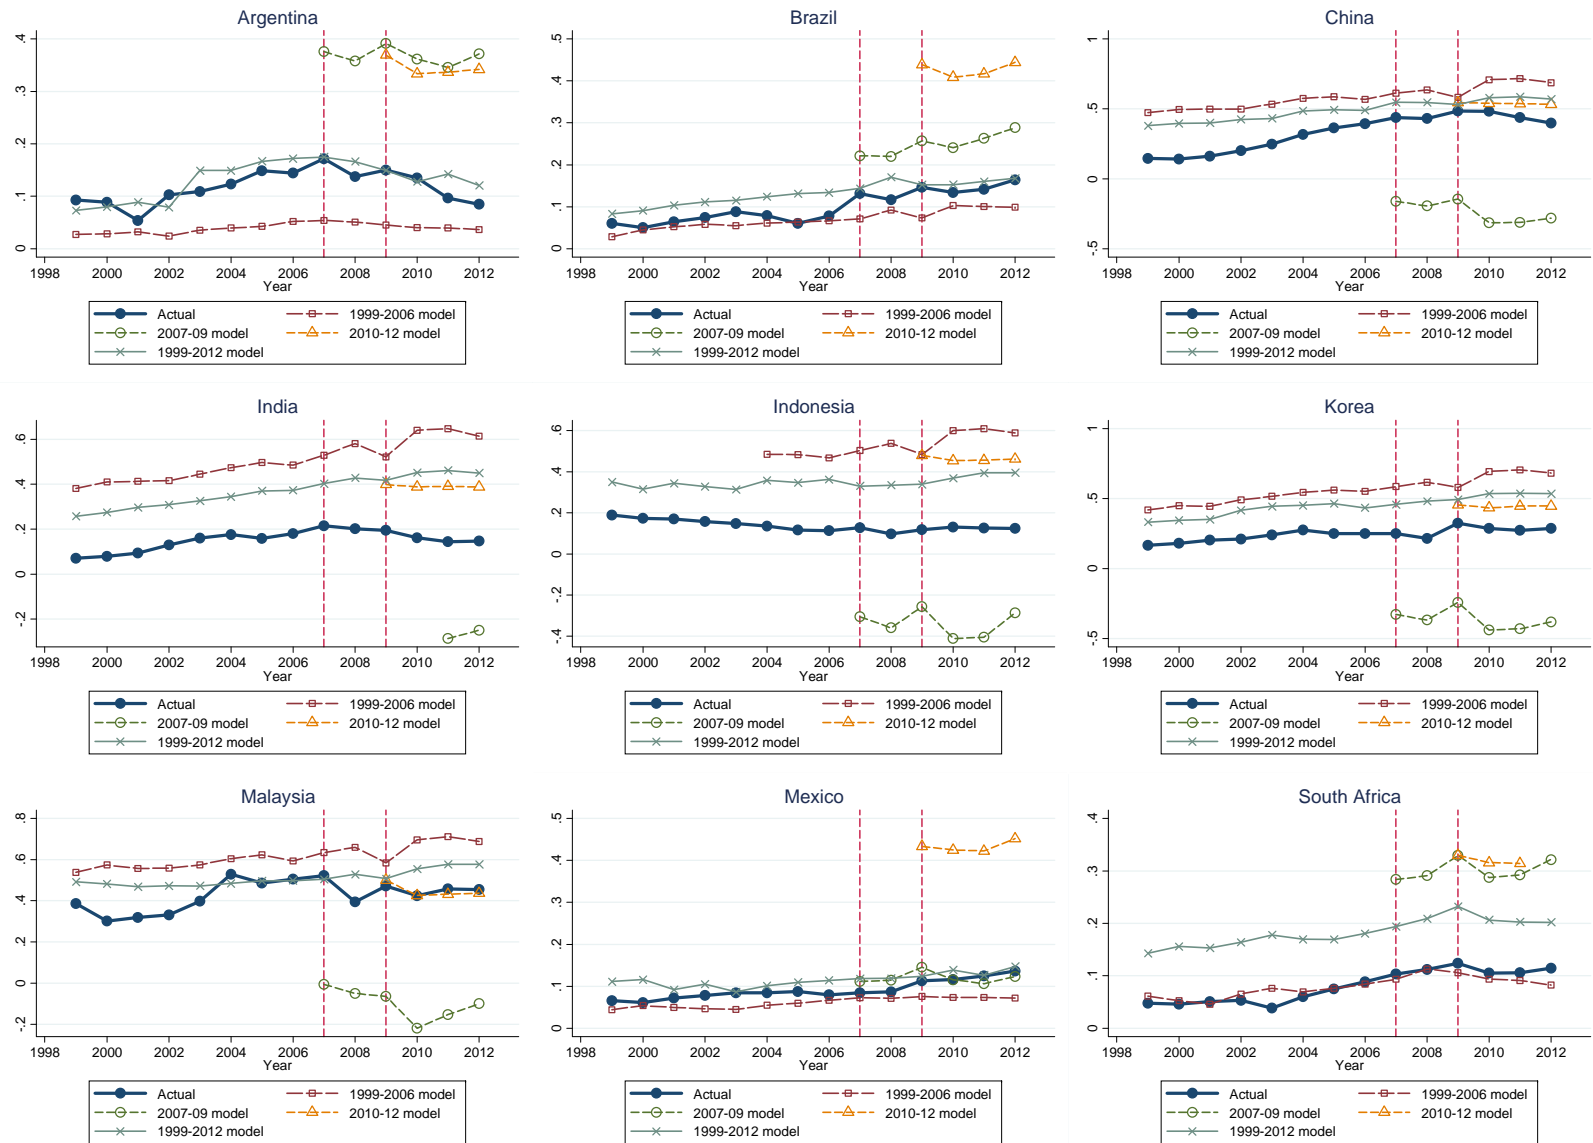 Argentina
.4
.3
.2
.1
0
1998 2000 2002 2004 2006 2008 2010 2012
Year
Actual 1999-2006 model
2007-09 model 2010-12 model
1999-2012 model
Brazil
.5
.4
.3
.2
.1
0
1998 2000 2002 2004 2006 2008 2010 2012
Year
Actual 1999-2006 model
2007-09 model 2010-12 model
1999-2012 model
China
1
.5
0
-.5
1998 2000 2002 2004 2006 2008 2010 2012
Year
Actual 1999-2006 model
2007-09 model 2010-12 model
1999-2012 model
India
.6
.4
.2
0
-.2
1998 2000 2002 2004 2006 2008 2010 2012
Year
Actual 1999-2006 model
2007-09 model 2010-12 model
1999-2012 model
Indonesia
.6
.4
.2
0
-.2
-.4
1998 2000 2002 2004 2006 2008 2010 2012
Year
Actual 1999-2006 model
2007-09 model 2010-12 model
1999-2012 model
Korea
1
.5
0
-.5
1998 2000 2002 2004 2006 2008 2010 2012
Year
Actual 1999-2006 model
2007-09 model 2010-12 model
1999-2012 model
Malaysia
.8
.6
.4
.2
0
-.2
1998 2000 2002 2004 2006 2008 2010 2012
Year
Actual 1999-2006 model
2007-09 model 2010-12 model
1999-2012 model
Mexico
.5
.4
.3
.2
.1
0
1998 2000 2002 2004 2006 2008 2010 2012
Year
Actual 1999-2006 model
2007-09 model 2010-12 model
1999-2012 model
South Africa
.4
.3
.2
.1
0
1998 2000 2002 2004 2006 2008 2010 2012
Year
Actual 1999-2006 model
2007-09 model 2010-12 model
1999-2012 model